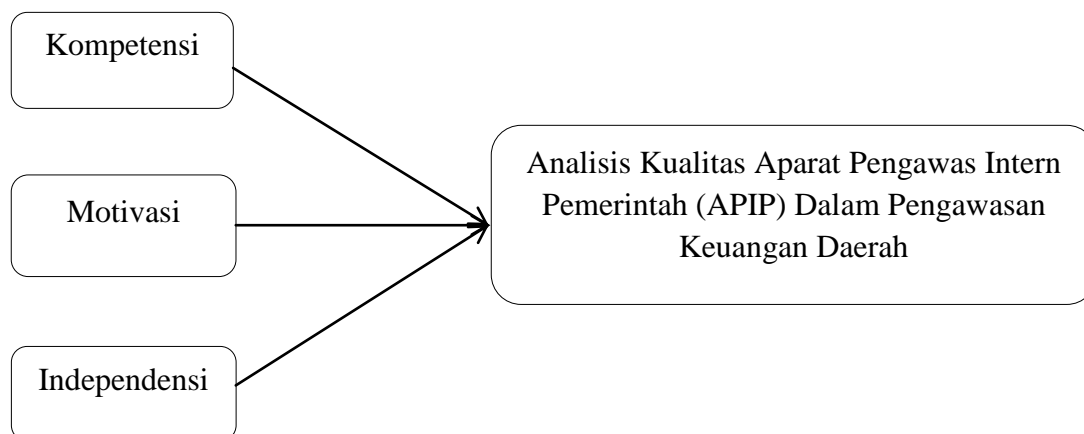 Kompetensi
Motivasi
Independensi
Analisis Kualitas Aparat Pengawas Intern
Pemerintah (APIP) Dalam Pengawasan
Keuangan Daerah